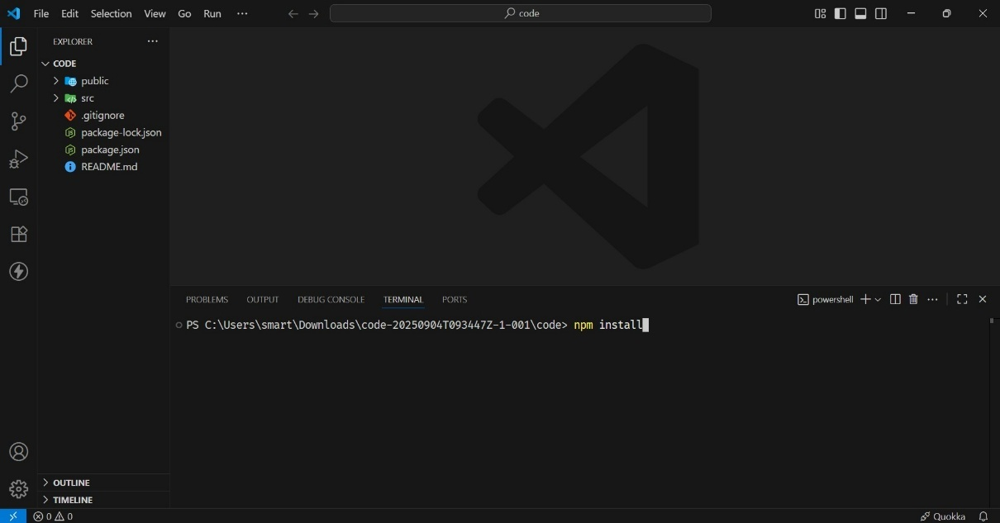 File Edit Selection View Go Run ···
code
EXPLORER ···
CODE
public
src
.gitignore
package-lock.json
package.json
README.md
PROBLEMS OUTPUT DEBUG CONSOLE TERMINAL PORTS
powershell ···
PS C:\Users\smart\Downloads\code-20250904T093447Z-1-001\code> npm install
OUTLINE
TIMELINE
0 0
Quokka